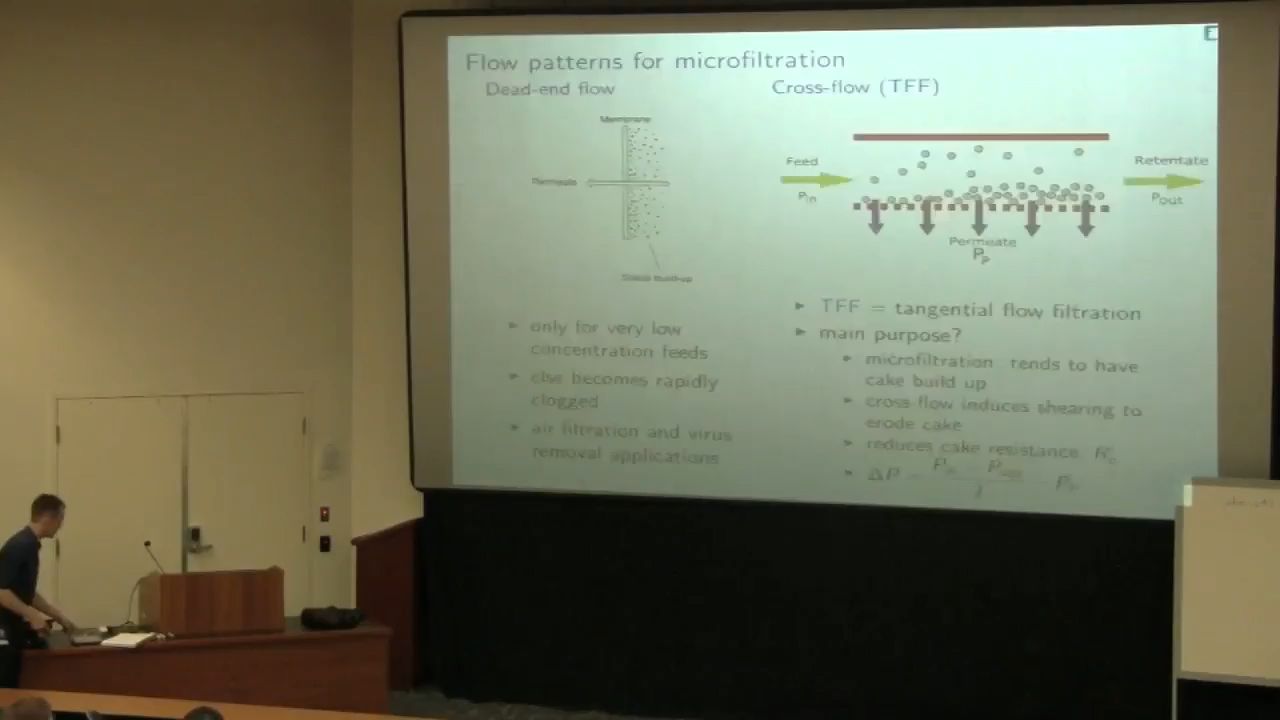 Flow patterns for microfiltration
Dead-end flow
Membrane
Permeate
Solids build-up
▸ only for very low
concentration feeds
▸ else becomes rapidly
clogged
▸ air filtration and virus
removal applications
Cross-flow (TFF)
Feed
Pin
Retentate
Pout
Permeate
Pp
▸ TFF = tangential flow filtration
▸ main purpose?
▸ microfiltration tends to have
cake build up
▸ cross-flow induces shearing to
erode cake
▸ reduces cake resistance, Rc